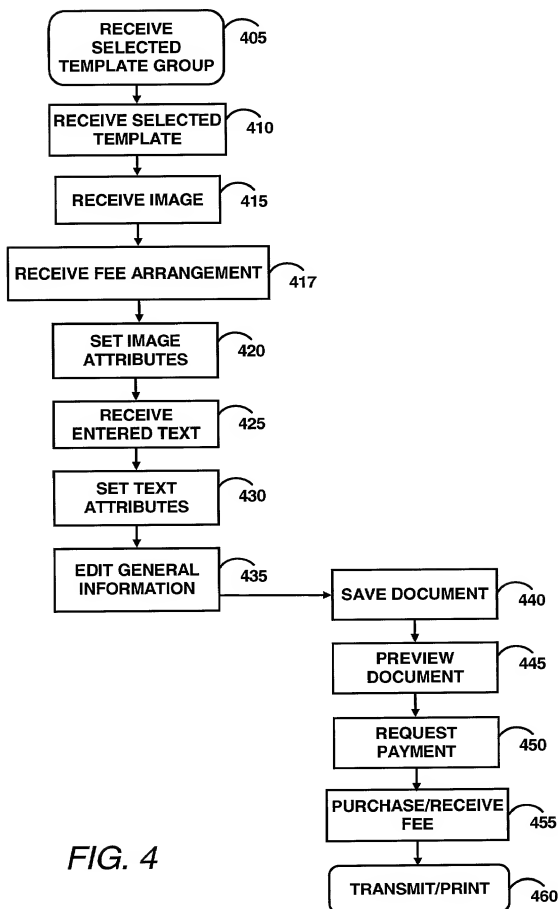 RECEIVE
SELECTED
TEMPLATE GROUP
405
RECEIVE SELECTED
TEMPLATE
410
RECEIVE IMAGE
415
RECEIVE FEE ARRANGEMENT
417
SET IMAGE
ATTRIBUTES
420
RECEIVE
ENTERED TEXT
425
SET TEXT
ATTRIBUTES
430
EDIT GENERAL
INFORMATION
435
SAVE DOCUMENT
440
PREVIEW
DOCUMENT
445
REQUEST
PAYMENT
450
PURCHASE/RECEIVE
FEE
455
TRANSMIT/PRINT
460
FIG. 4